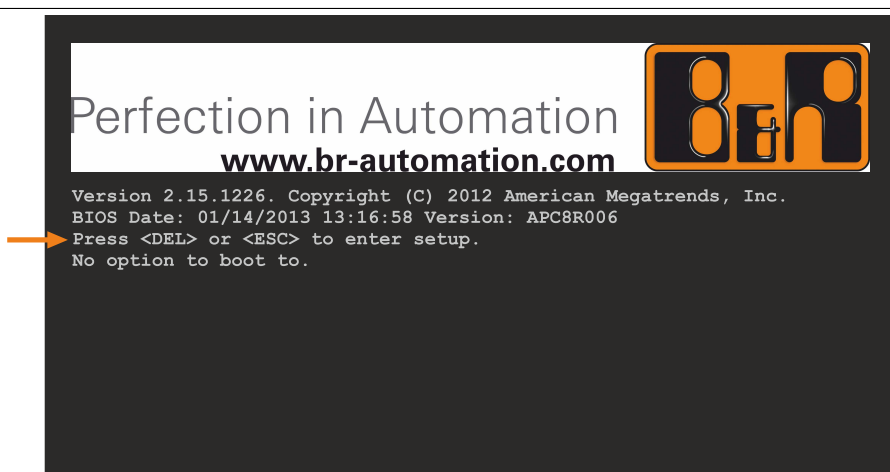 Perfection in Automation
www.br-automation.com
B&R
Version 2.15.1226. Copyright (C) 2012 American Megatrends, Inc.
BIOS Date: 01/14/2013 13:16:58 Version: APC8R006
Press <DEL> or <ESC> to enter setup.
No option to boot to.